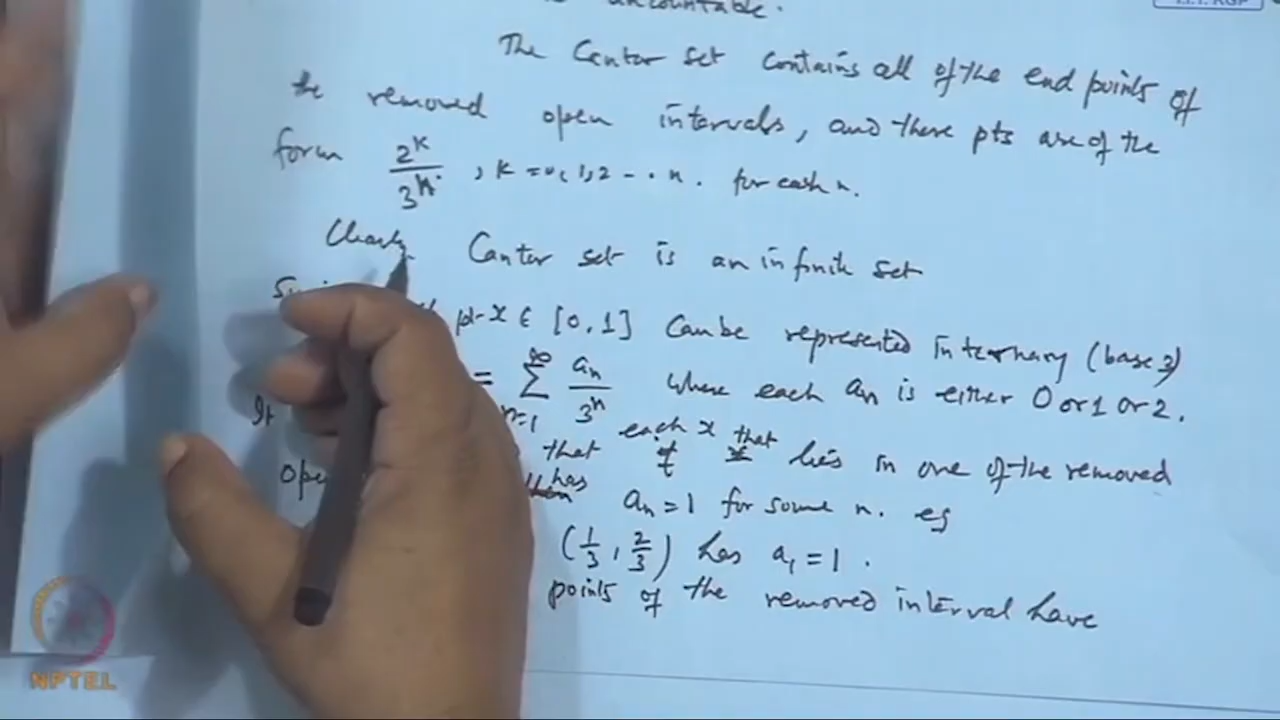 uncountable.
The Cantor set contains all of the end points of
the removed open intervals, and these pts are of the
form 2^k/3^n , k = 0, 1, 2 -- . n. for each n.
Clearly Cantor set is an infinite set
pt x ∈ [0, 1] can be represented in ternary (base 3)
= ∑_{n=1}^∞ a_n/3^n where each a_n is either 0 or 1 or 2.
It that each x that lies in one of the removed
has a_n = 1 for some n. eg
(1/3, 2/3) has a_1 = 1 .
points of the removed interval have
NPTEL